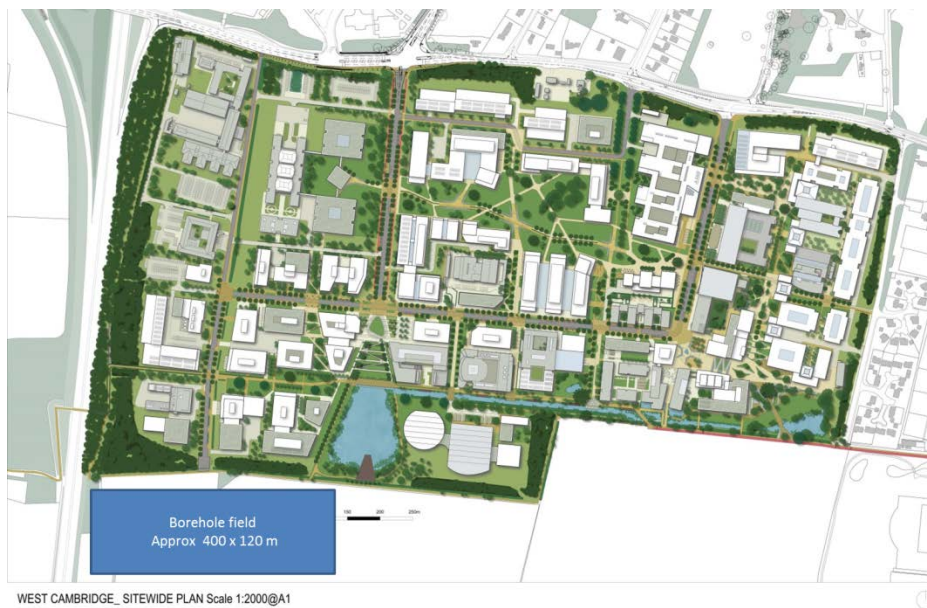 150 200 250m
Borehole field
Approx 400 x 120 m
WEST CAMBRIDGE_ SITEWIDE PLAN Scale 1:2000@A1